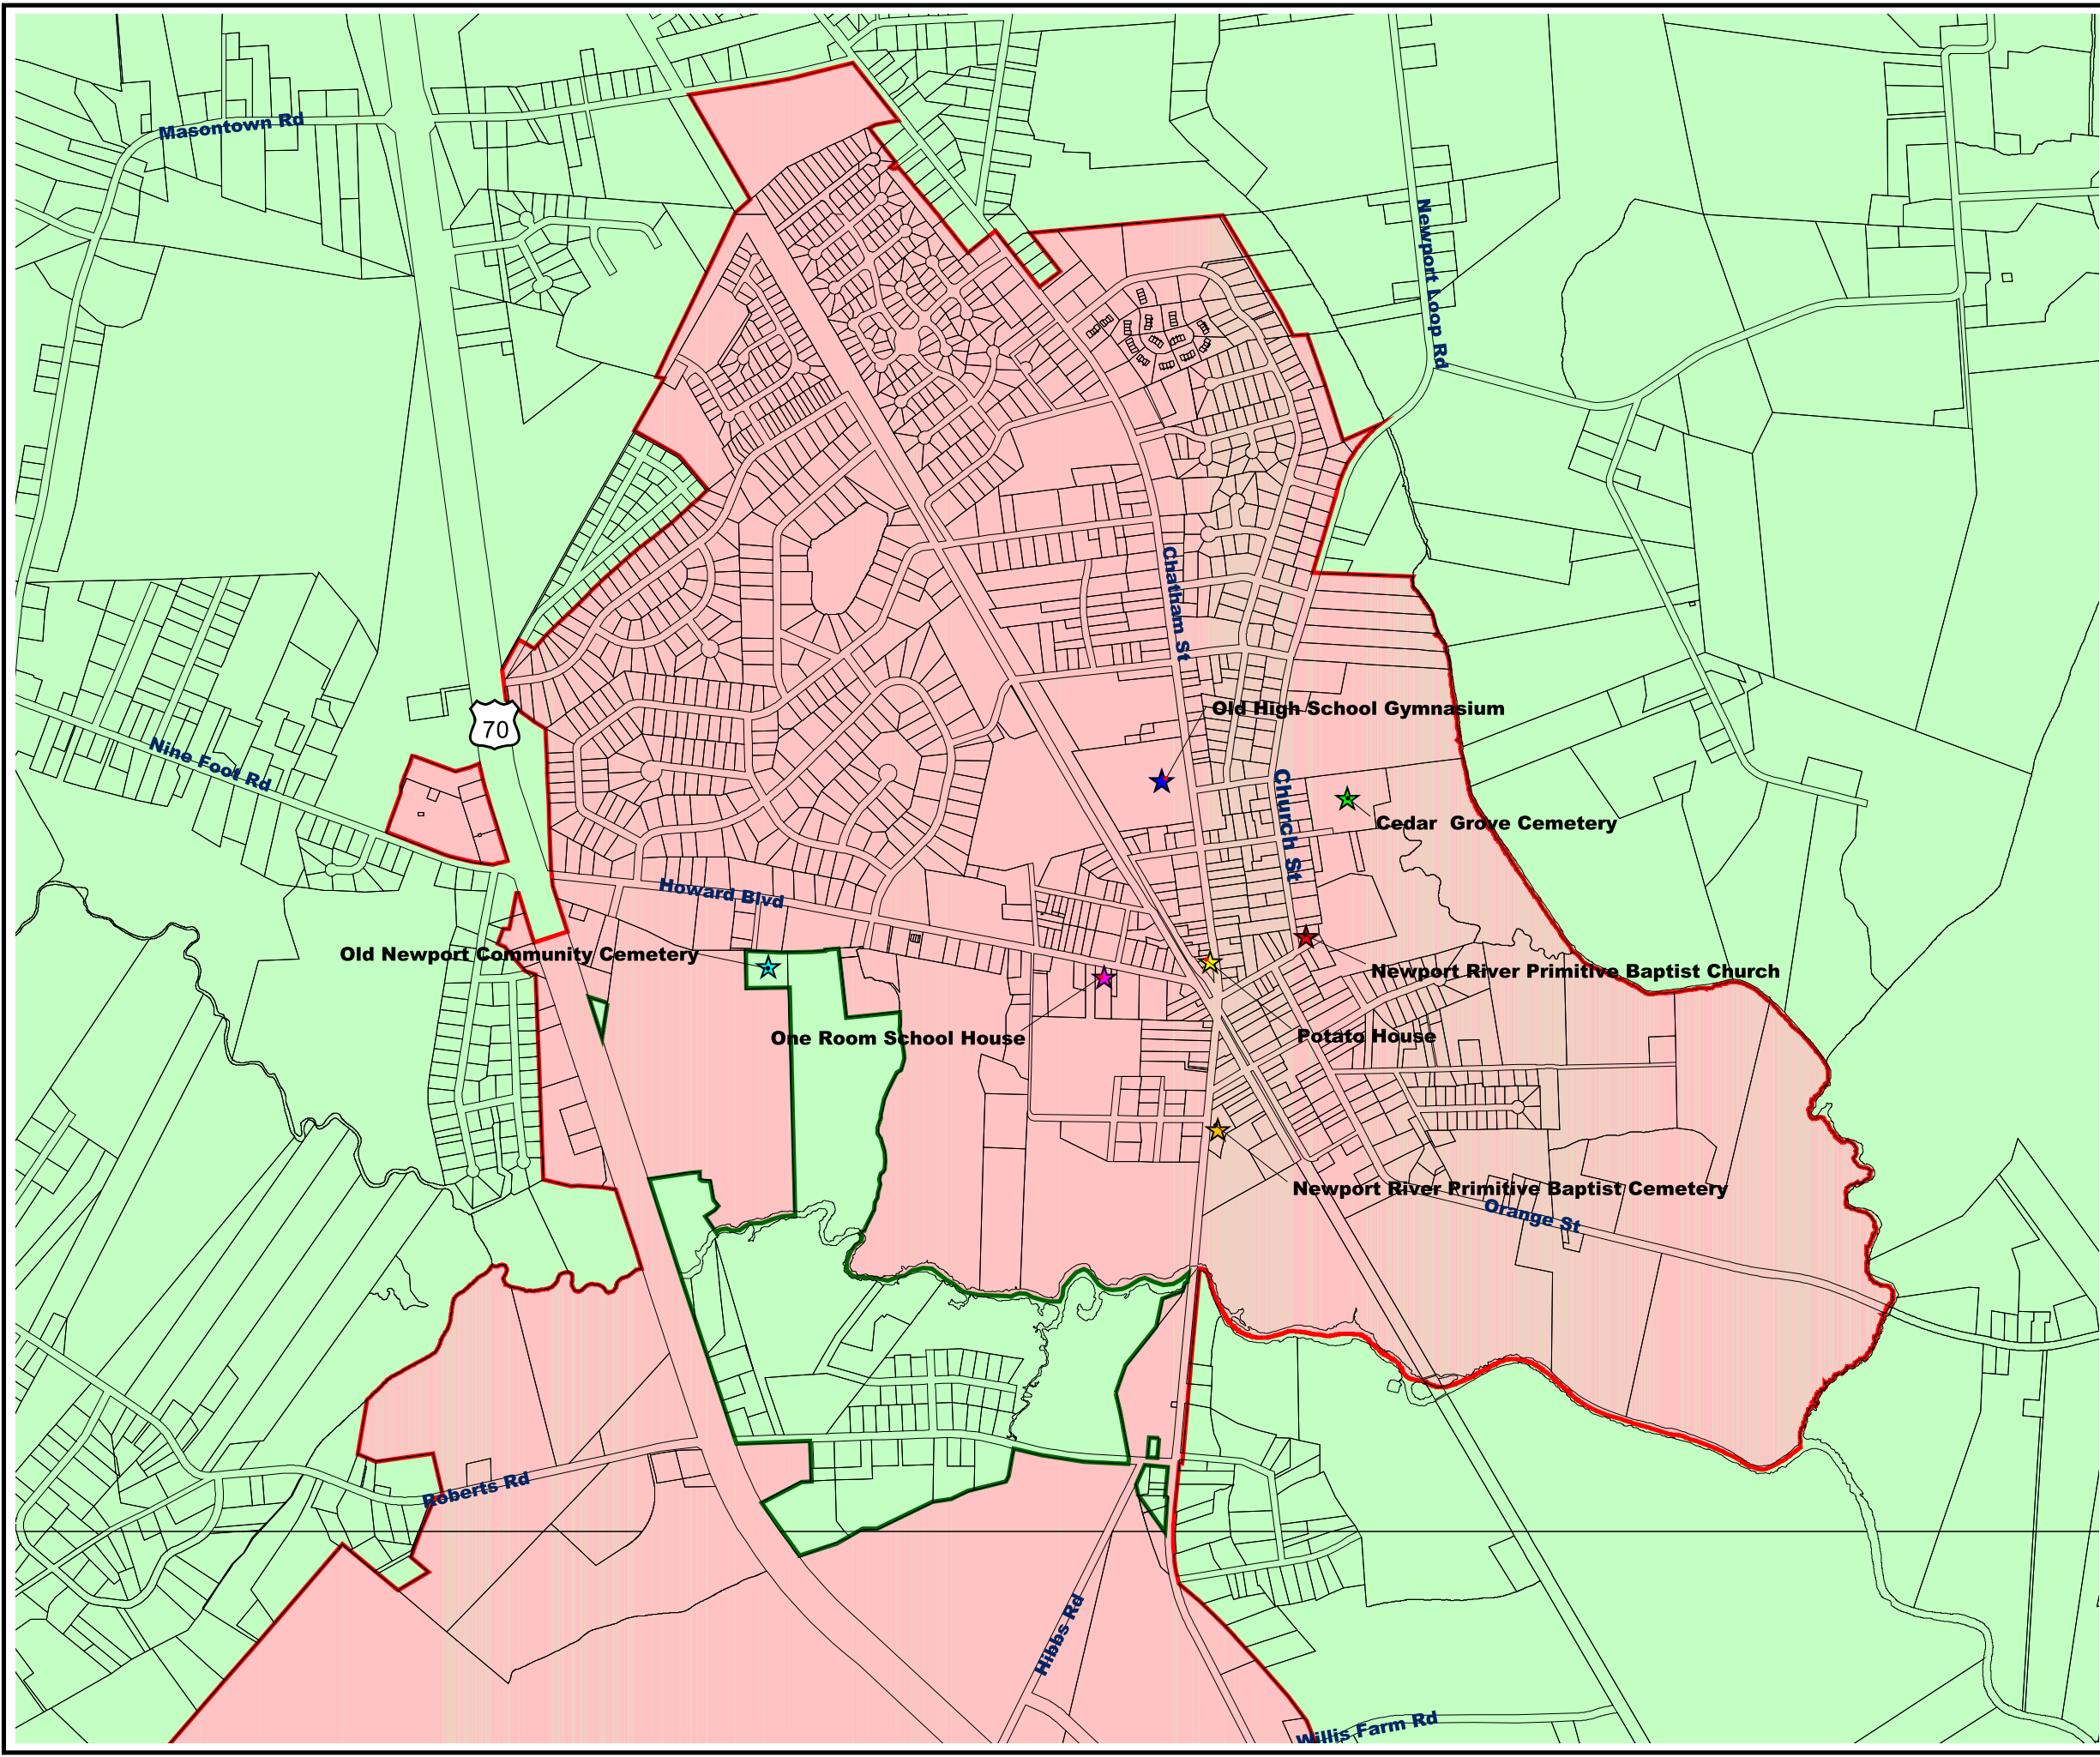 Masontown Rd
Newport Loop Rd
Chatham St
Old High School Gymnasium
70
Nine Foot Rd
Church St
Cedar  Grove Cemetery
Howard Blvd
Old Newport Community Cemetery
Newport River Primitive Baptist Church
One Room School House
Potato House
Newport River Primitive Baptist Cemetery
Orange St
Roberts Rd
Hibbs Rd
Willis Farm Rd